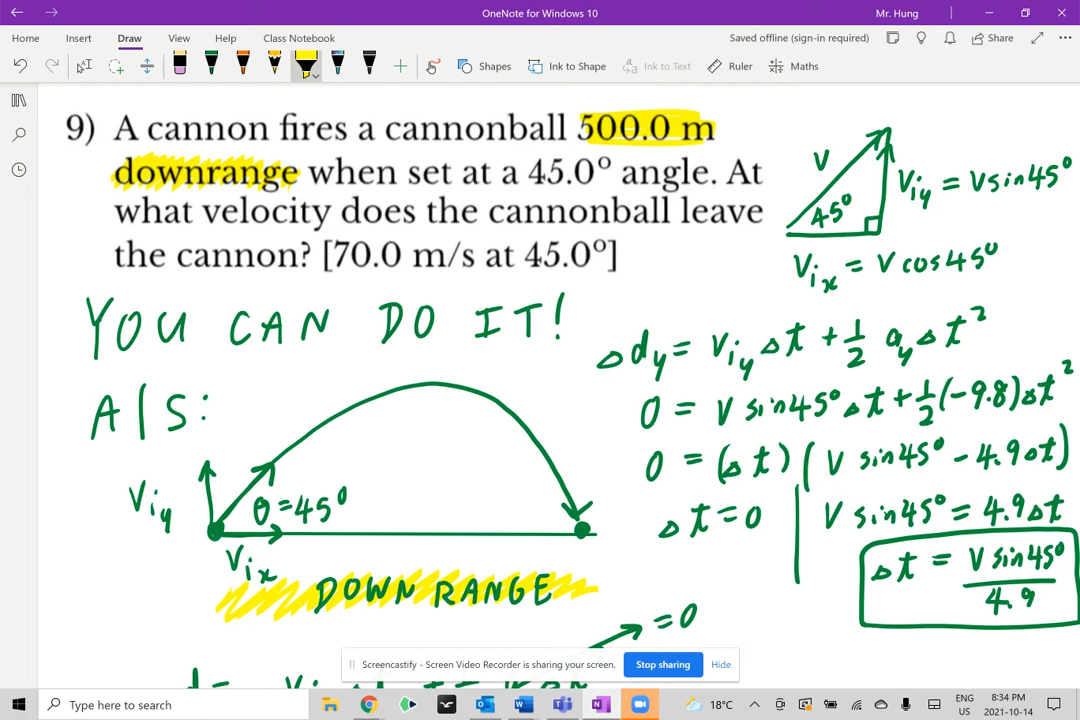 OneNote for Windows 10
Mr. Hung
Home Insert Draw View Help Class Notebook
Saved offline (sign-in required) Share
Shapes Ink to Shape Ink to Text Ruler Maths
9) A cannon fires a cannonball 500.0 m
downrange when set at a 45.0° angle. At
what velocity does the cannonball leave
the cannon? [70.0 m/s at 45.0°]
V
45°
Viy = V sin45°
Vix = V cos45°
YOU CAN DO IT!
A/S:
Viy
θ=45°
Vix
DOWN RANGE
Δdy = Viy Δt + 1/2 ay Δt²
0 = V sin45° Δt + 1/2 (-9.8) Δt²
0 = (Δt) (V sin45° - 4.9Δt)
Δt = 0
V sin45° = 4.9Δt
Δt = V sin45° / 4.9
= 0
Screencastify - Screen Video Recorder is sharing your screen. Stop sharing Hide
Type here to search
18°C
ENG
US
8:34 PM
2021-10-14